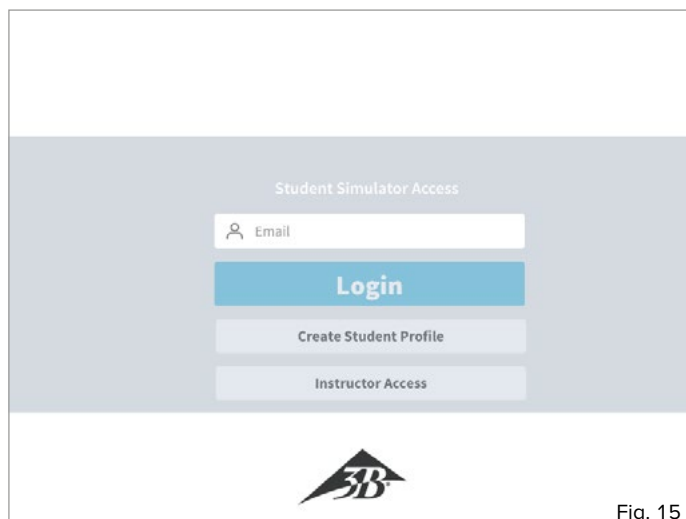 Student Simulator Access
Email
Login
Create Student Profile
Instructor Access
3B®
Fig. 15